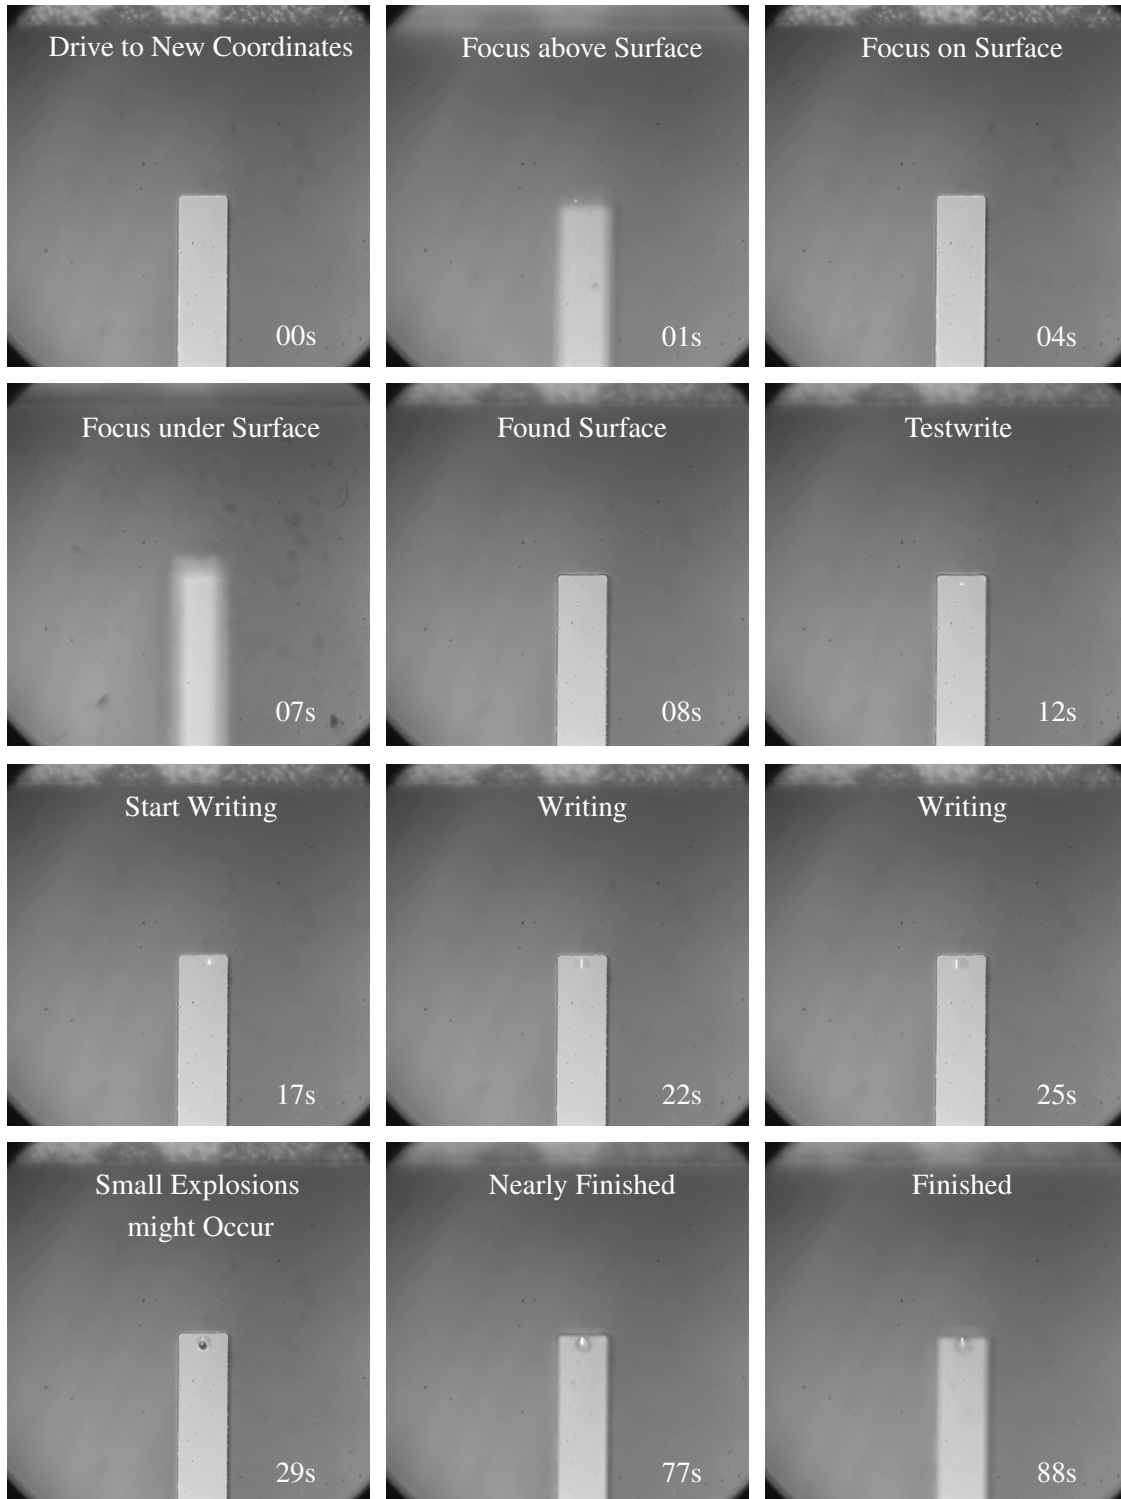 Drive to New Coordinates
00s
Focus above Surface
01s
Focus on Surface
04s
Focus under Surface
07s
Found Surface
08s
Testwrite
12s
Start Writing
17s
Writing
22s
Writing
25s
Small Explosions
might Occur
29s
Nearly Finished
77s
Finished
88s